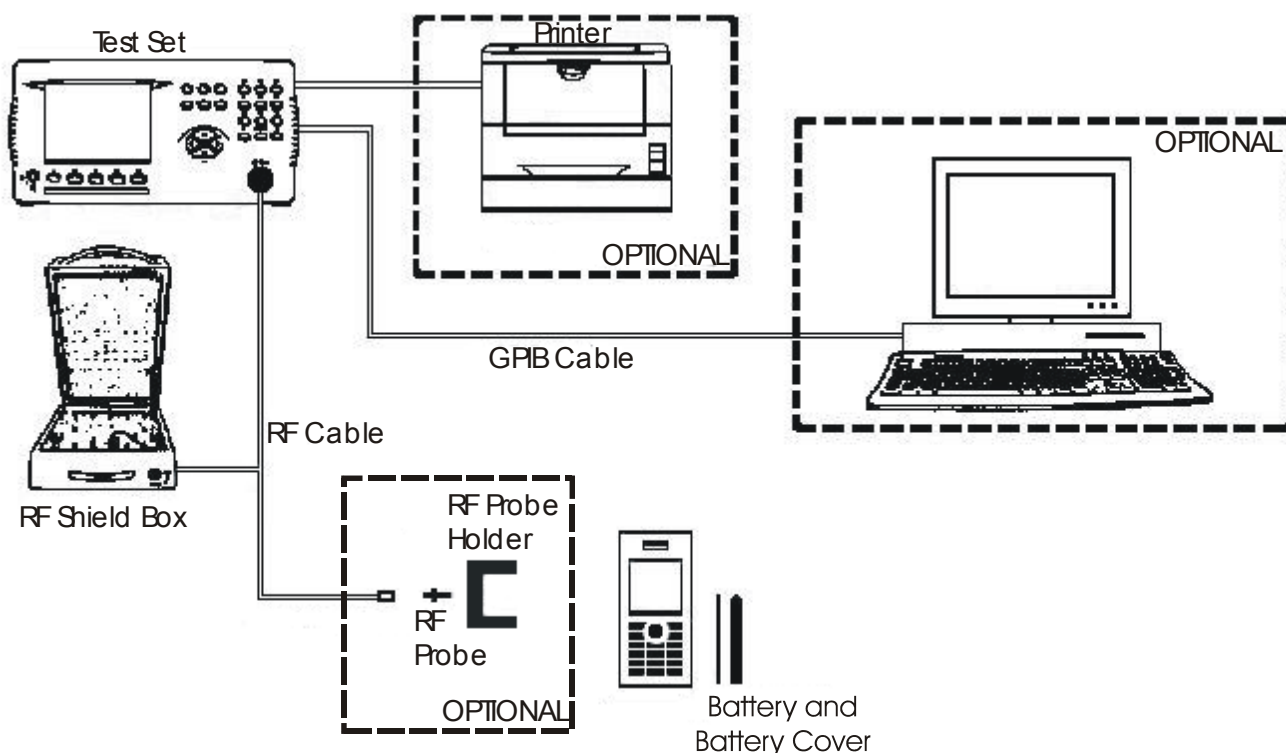 Test Set
Printer
OPTIONAL
OPTIONAL
GPIB Cable
RF Cable
RF Shield Box
RF Probe
Holder
RF
Probe
OPTIONAL
Battery and
Battery Cover